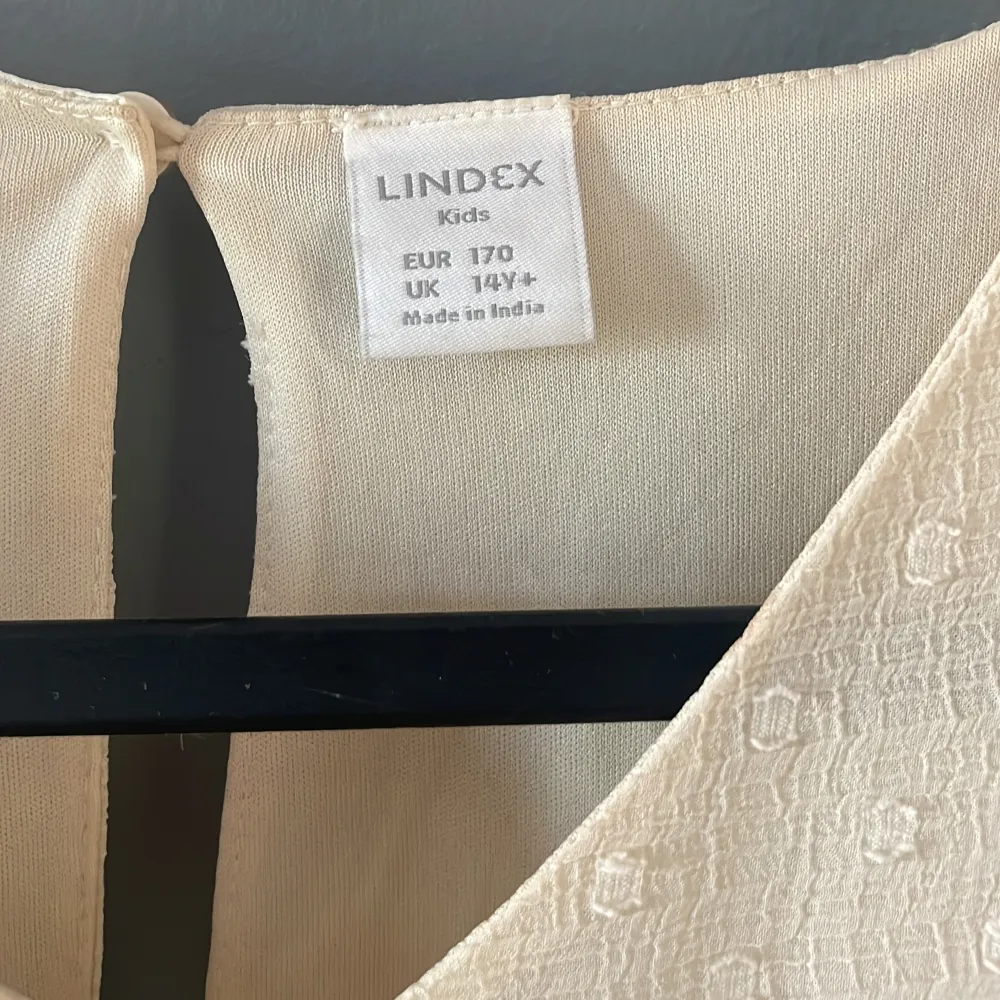 LINDEX
Kids
EUR 170
UK 14Y+
Made in India